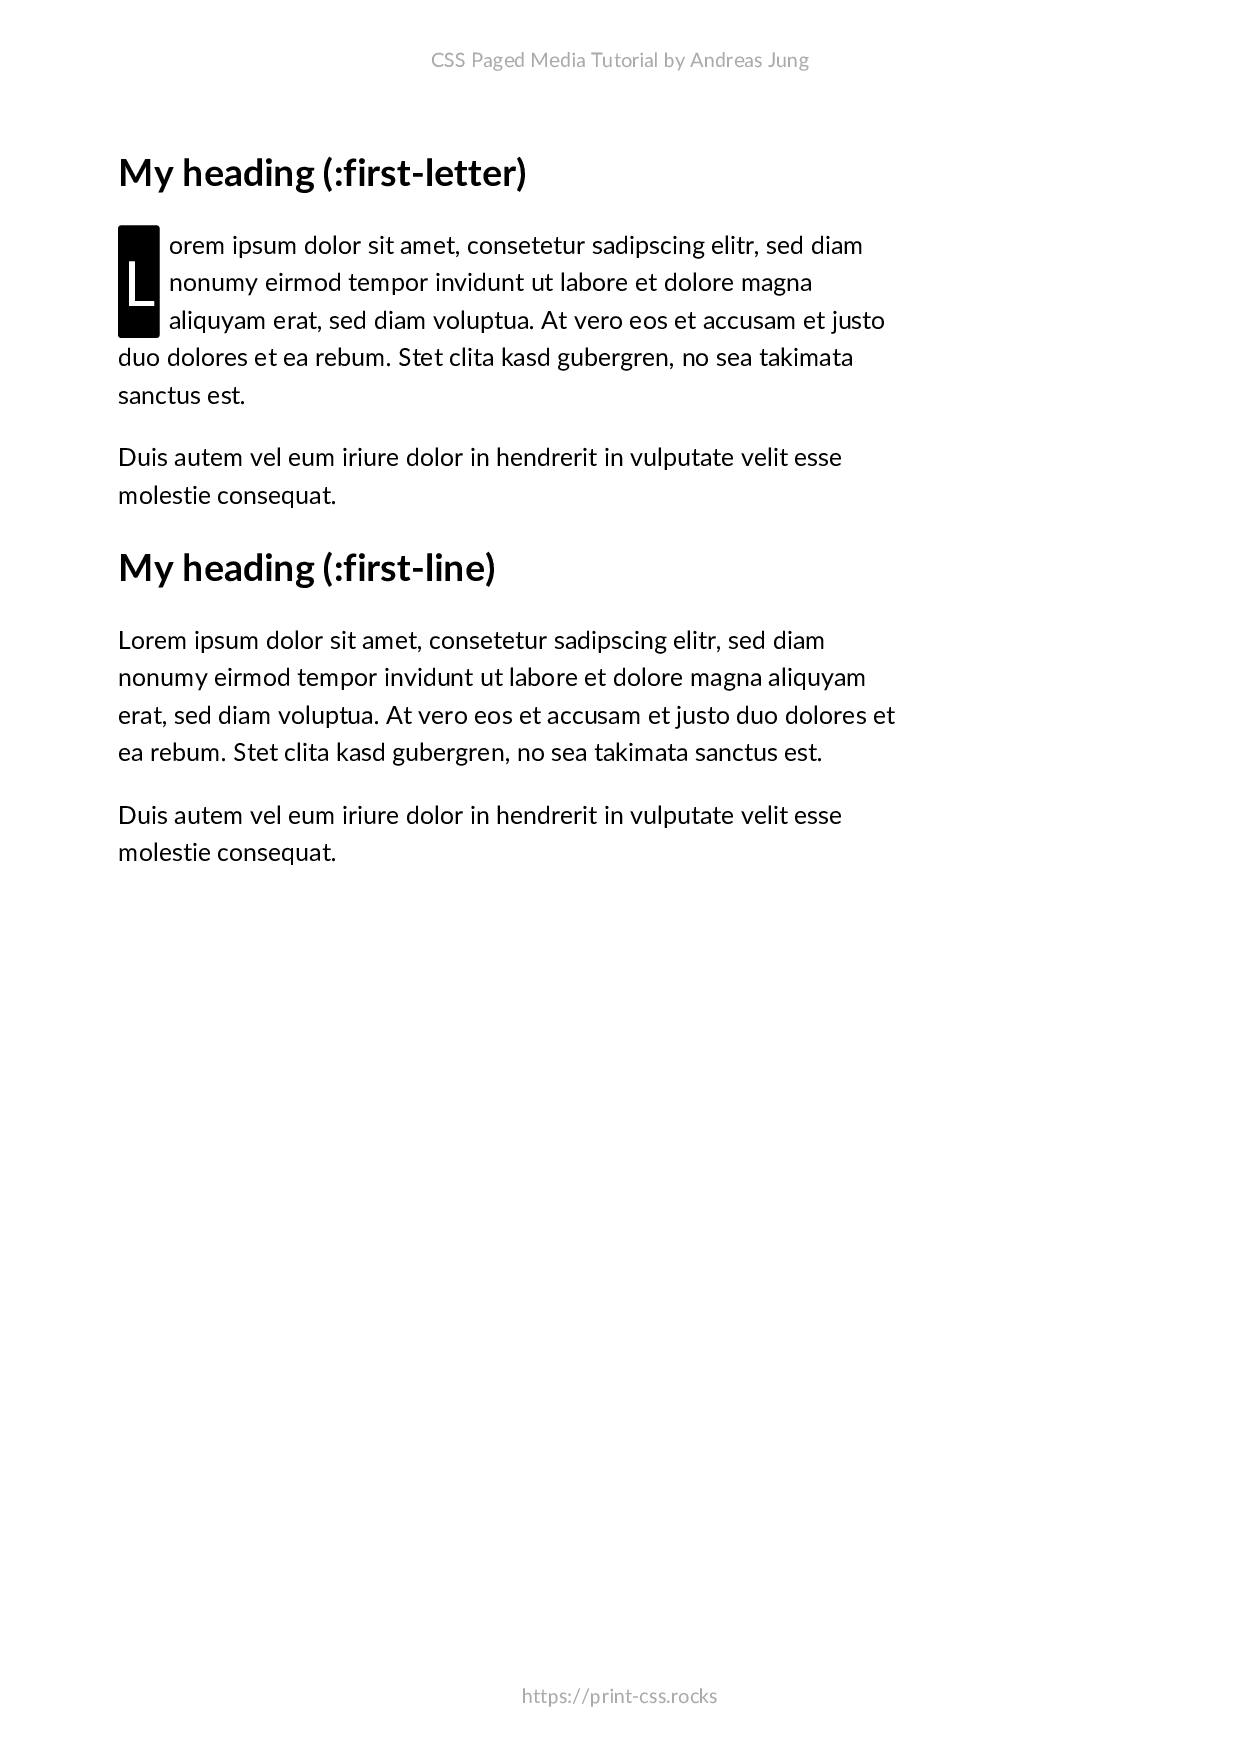 CSS Paged Media Tutorial by Andreas Jung
My heading (:first-letter)
Lorem ipsum dolor sit amet, consetetur sadipscing elitr, sed diam
nonumy eirmod tempor invidunt ut labore et dolore magna
aliquyam erat, sed diam voluptua. At vero eos et accusam et justo
duo dolores et ea rebum. Stet clita kasd gubergren, no sea takimata
sanctus est.
Duis autem vel eum iriure dolor in hendrerit in vulputate velit esse
molestie consequat.
My heading (:first-line)
Lorem ipsum dolor sit amet, consetetur sadipscing elitr, sed diam
nonumy eirmod tempor invidunt ut labore et dolore magna aliquyam
erat, sed diam voluptua. At vero eos et accusam et justo duo dolores et
ea rebum. Stet clita kasd gubergren, no sea takimata sanctus est.
Duis autem vel eum iriure dolor in hendrerit in vulputate velit esse
molestie consequat.
https://print-css.rocks